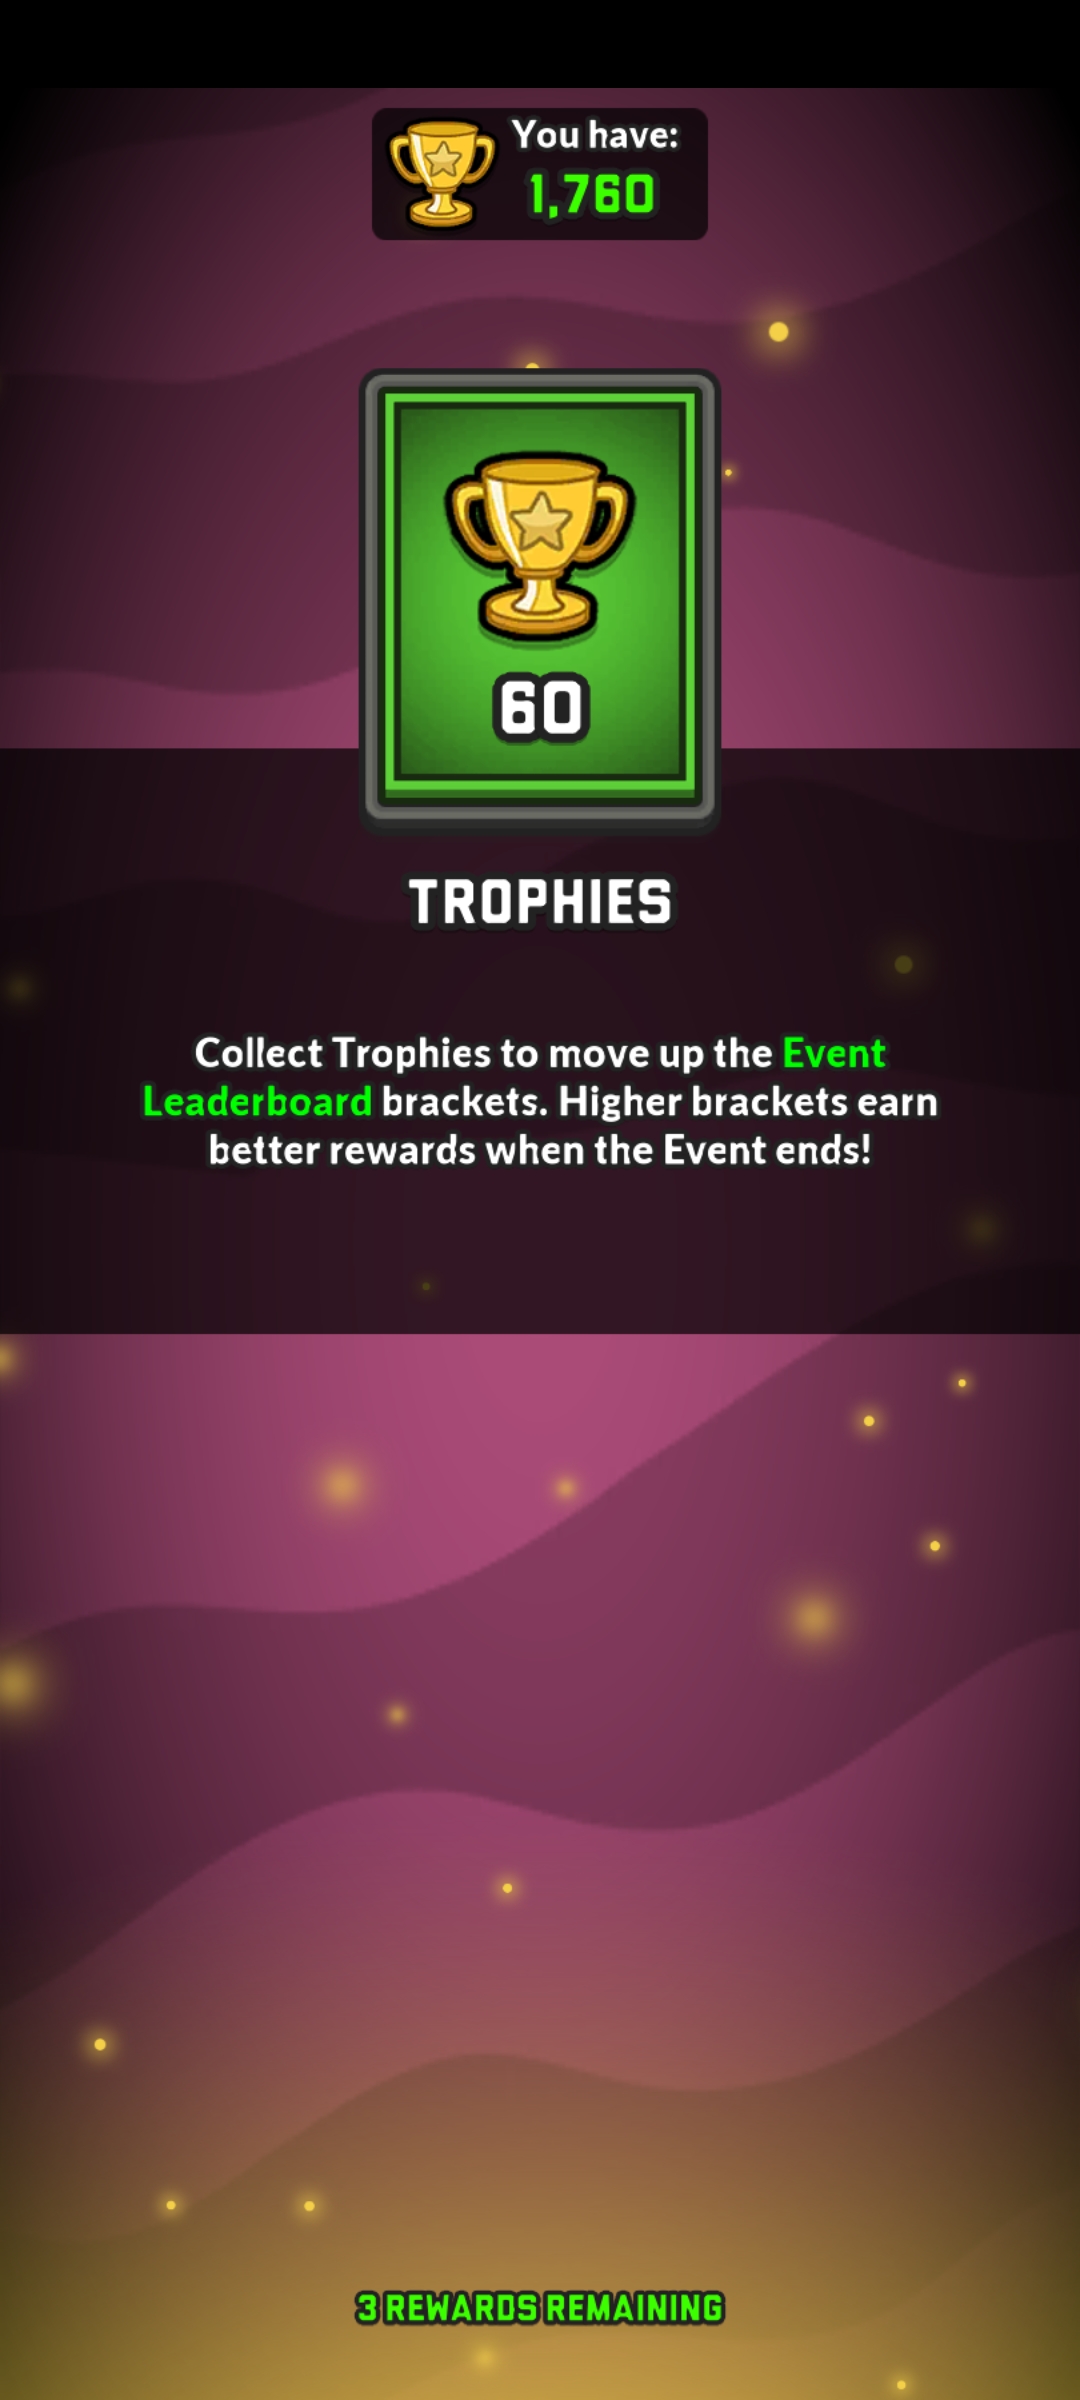 You have:
1,760
60
TROPHIES
Collect Trophies to move up the Event
Leaderboard brackets. Higher brackets earn
better rewards when the Event ends!
3 REWARDS REMAINING